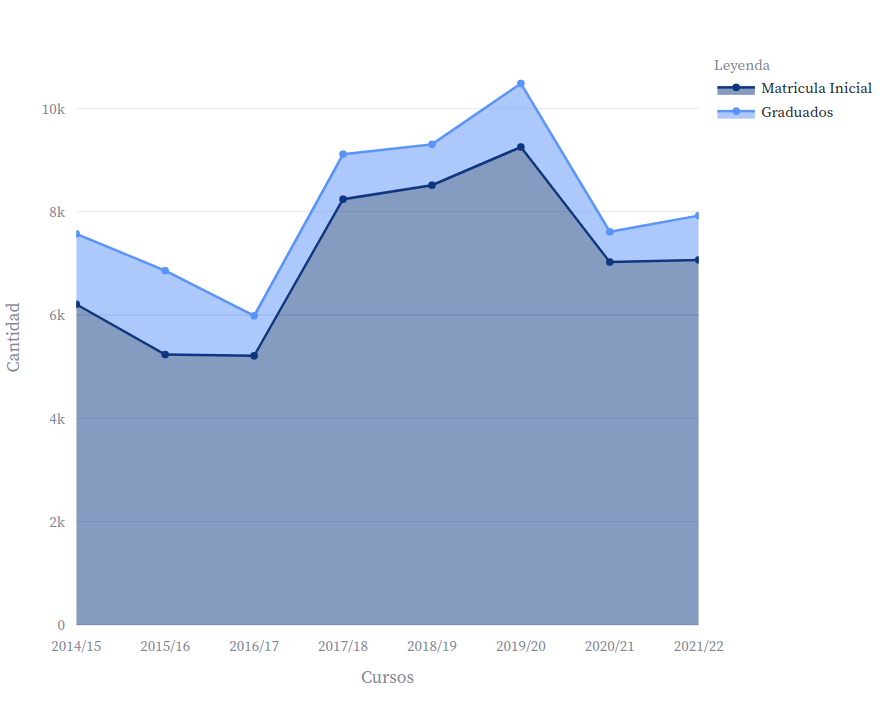 Leyenda
Matricula Inicial
Graduados
10k
8k
6k
4k
2k
0
Cantidad
2014/15 2015/16 2016/17 2017/18 2018/19 2019/20 2020/21 2021/22
Cursos